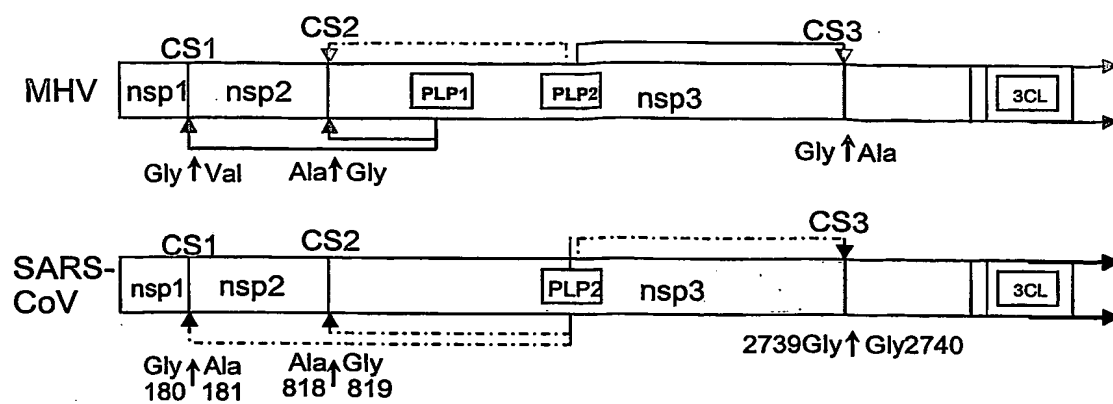 CS1 CS2 CS3
MHV nsp1 nsp2 PLP1 PLP2 nsp3 3CL
Gly Val Ala Gly Gly Ala
CS1 CS2 CS3
SARS-
CoV nsp1 nsp2 PLP2 nsp3 3CL
Gly Ala Ala Gly 2739Gly Gly2740
180 181 818 819